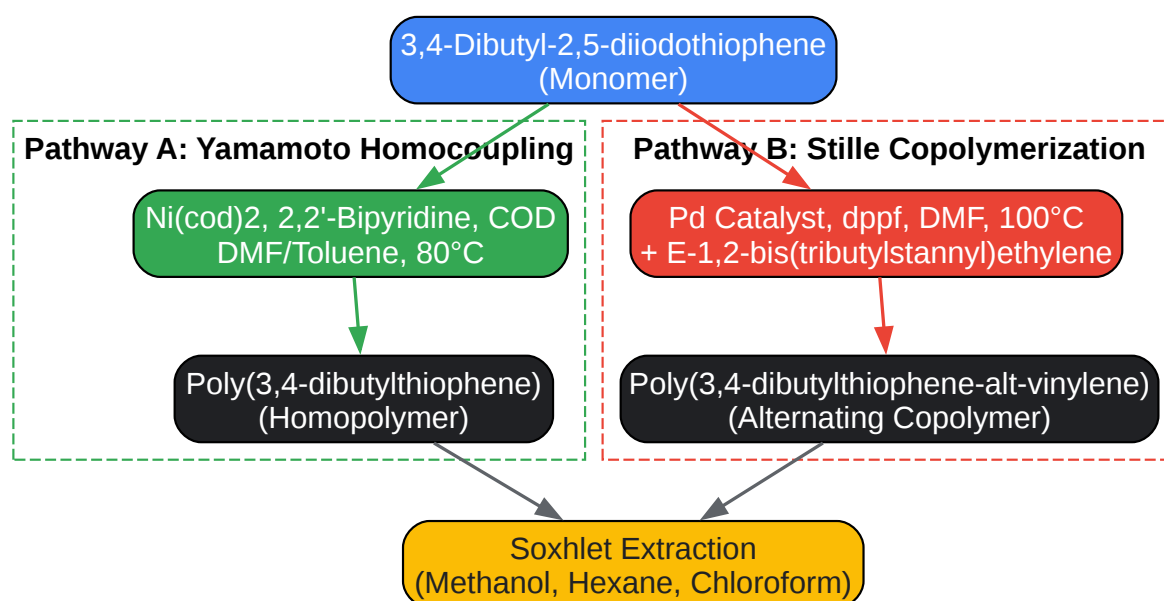 3,4-Dibutyl-2,5-diiodothiophene
(Monomer)
Pathway A: Yamamoto Homocoupling
Ni(cod)2, 2,2'-Bipyridine, COD
DMF/Toluene, 80°C
Poly(3,4-dibutylthiophene)
(Homopolymer)
Pathway B: Stille Copolymerization
Pd Catalyst, dppf, DMF, 100°C
+ E-1,2-bis(tributylstannyl)ethylene
Poly(3,4-dibutylthiophene-alt-vinylene)
(Alternating Copolymer)
Soxhlet Extraction
(Methanol, Hexane, Chloroform)